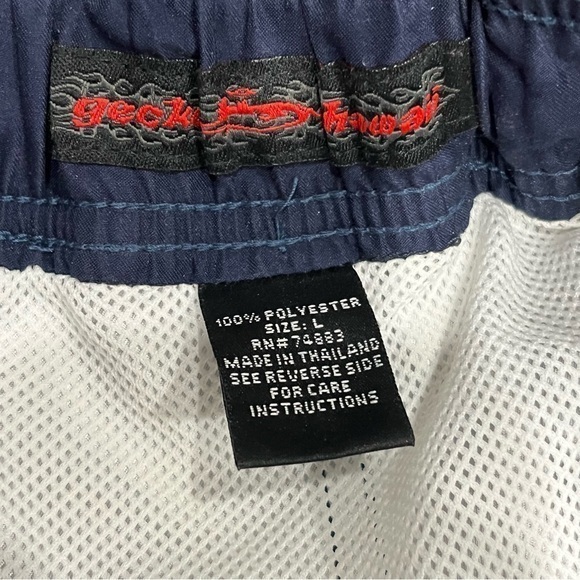 gecko hawaii
100% POLYESTER
SIZE: L
RN# 74883
MADE IN THAILAND
SEE REVERSE SIDE
FOR CARE
INSTRUCTIONS